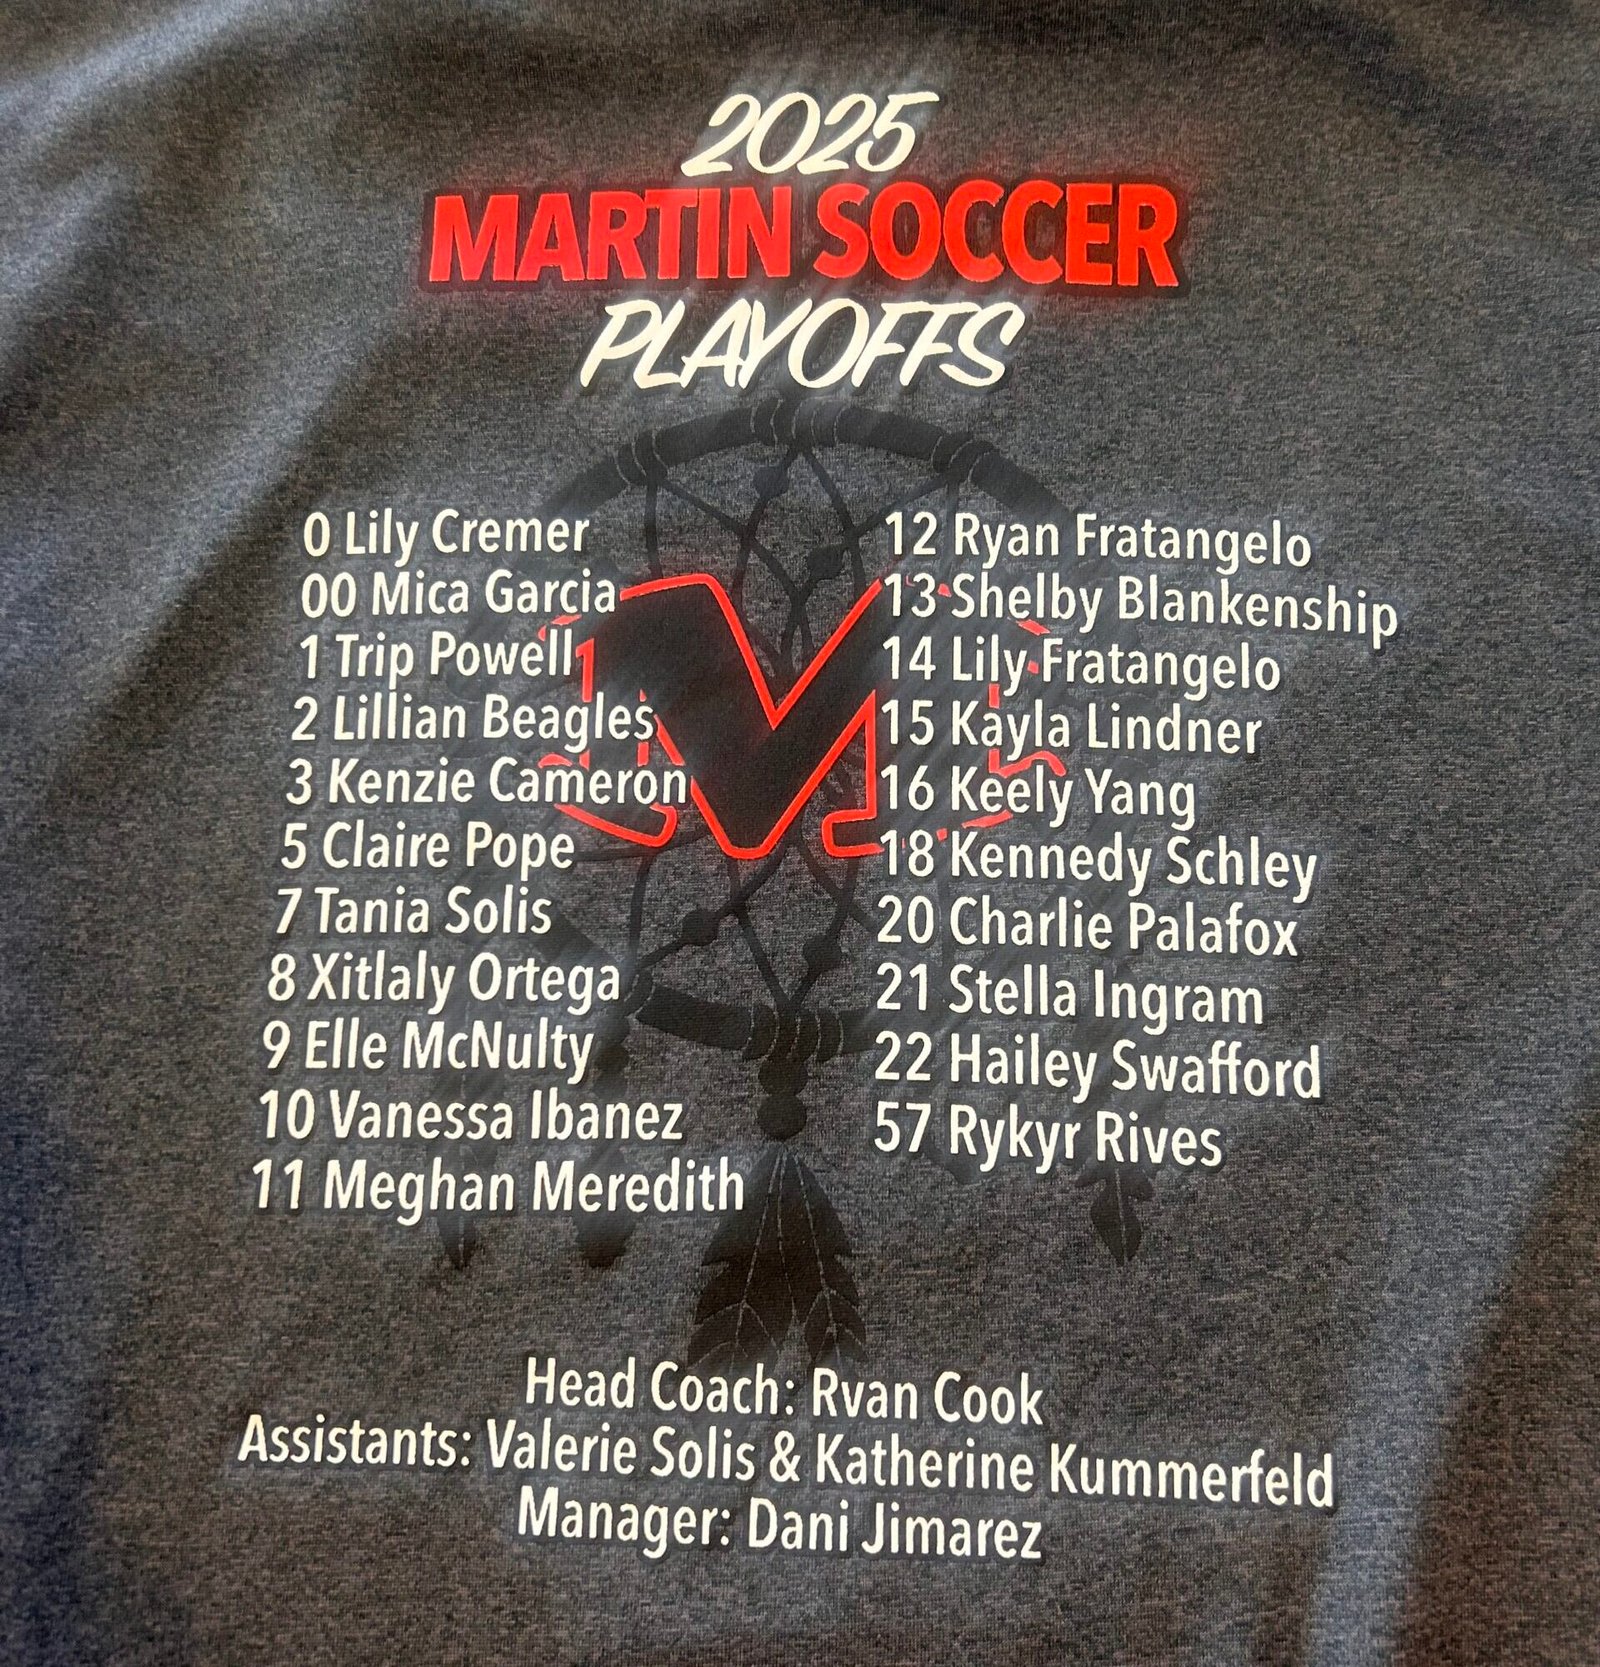 2025
MARTIN SOCCER
PLAYOFFS
0 Lily Cremer
00 Mica Garcia
1 Trip Powell
2 Lillian Beagles
3 Kenzie Cameron
5 Claire Pope
7 Tania Solis
8 Xitlaly Ortega
9 Elle McNulty
10 Vanessa Ibanez
11 Meghan Meredith
12 Ryan Fratangelo
13 Shelby Blankenship
14 Lily Fratangelo
15 Kayla Lindner
16 Keely Yang
18 Kennedy Schley
20 Charlie Palafox
21 Stella Ingram
22 Hailey Swafford
57 Rykyr Rives
M
Head Coach: Rvan Cook
Assistants: Valerie Solis & Katherine Kummerfeld
Manager: Dani Jimarez